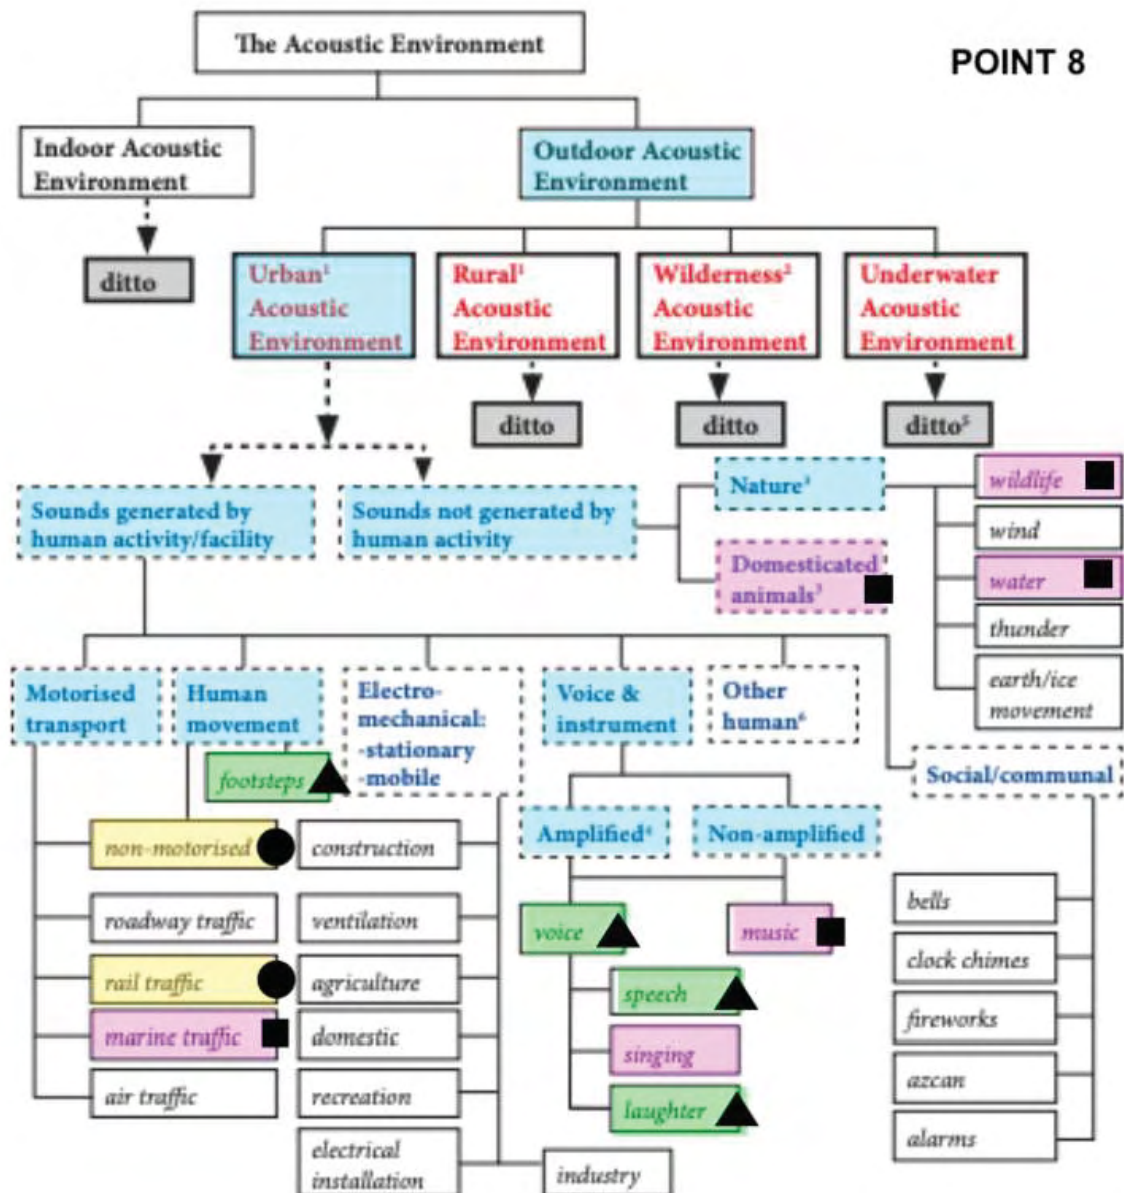 The Acoustic Environment
POINT 8
Indoor Acoustic
Environment
Outdoor Acoustic
Environment
ditto
Urban¹
Acoustic
Environment
Rural¹
Acoustic
Environment
Wilderness²
Acoustic
Environment
Underwater
Acoustic
Environment
ditto
ditto
ditto⁵
Sounds generated by
human activity/facility
Sounds not generated by
human activity
Nature³
Domesticated
animals³
wildlife
wind
water
thunder
earth/ice
movement
Motorised
transport
Human
movement
Electro-
mechanical:
-stationary
-mobile
Voice &
instrument
Other
human⁶
Social/communal
footsteps
non-motorised
roadway traffic
rail traffic
marine traffic
air traffic
construction
ventilation
agriculture
domestic
recreation
electrical
installation
industry
Amplified⁴
Non-amplified
voice
music
speech
singing
laughter
bells
clock chimes
fireworks
azcan
alarms